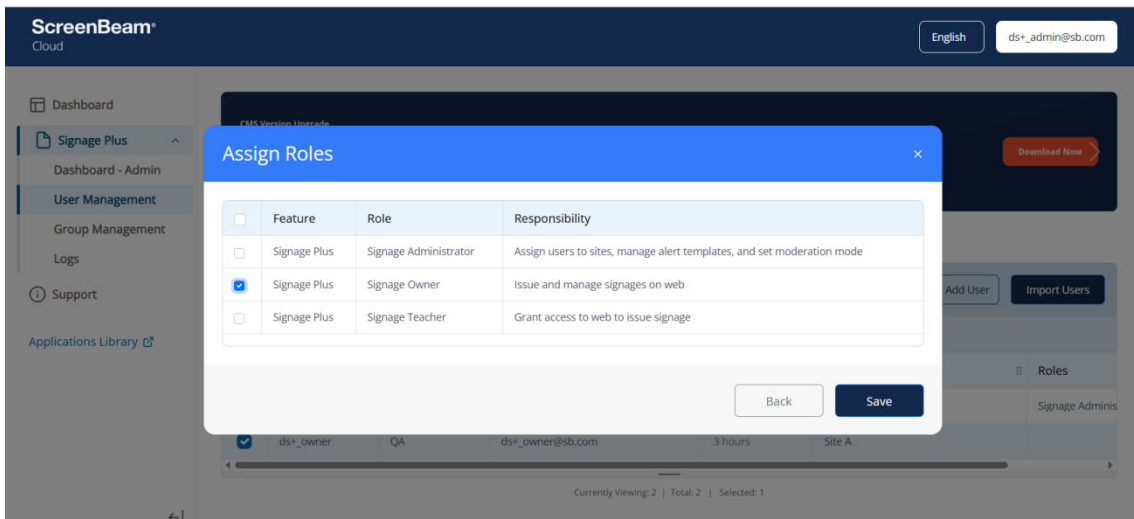 ScreenBeam®
Cloud
English
ds+_admin@sb.com
Dashboard
Signage Plus
Dashboard - Admin
User Management
Group Management
Logs
Support
Applications Library
CMS Version Upgrade
Download Now
Assign Roles
×
Feature Role Responsibility
Signage Plus Signage Administrator Assign users to sites, manage alert templates, and set moderation mode
Signage Plus Signage Owner Issue and manage signages on web
Signage Plus Signage Teacher Grant access to web to issue signage
Back Save
Add User Import Users
Roles
Signage Adminis
ds+_owner QA ds+_owner@sb.com 3 hours Site A
Currently Viewing: 2 | Total: 2 | Selected: 1